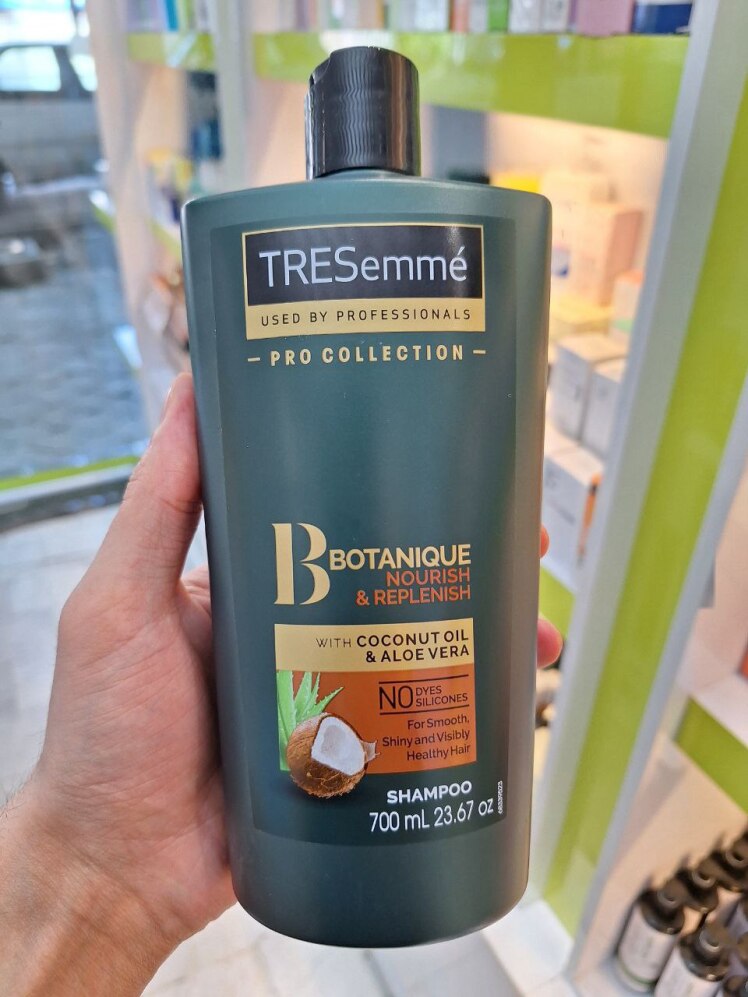 TRESemmé
USED BY PROFESSIONALS
– PRO COLLECTION –
B BOTANIQUE
NOURISH
& REPLENISH
WITH COCONUT OIL
& ALOE VERA
NO DYES
SILICONES
For Smooth,
Shiny and Visibly
Healthy Hair
SHAMPOO
700 mL 23.67 oz